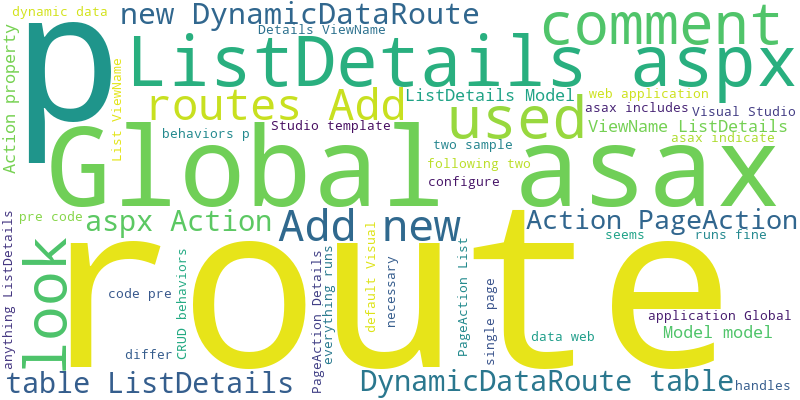 dynamic data
new DynamicDataRoute
comment
Details ViewName
p
ListDetails aspx
Action property
List ViewName
routes Add
ListDetails Model
web application
asax includes
Visual Studio
used
behaviors p
Studio template
ViewName ListDetails
two sample
asax indicate
following two
configure
Global asax
pre code
aspx Action
Add new
Action PageAction
look
route
seems
runs fine
anything ListDetails
CRUD behaviors
PageAction Details
everything runs
default Visual
necessary
PageAction List
single page
code pre
application Global
data web
Model model
differ
table ListDetails
DynamicDataRoute table
handles